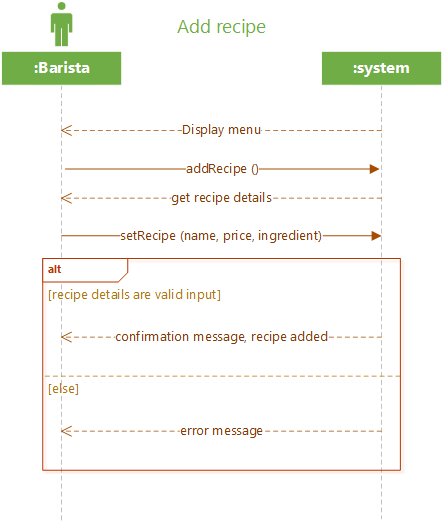 Add recipe
:Barista
:system
Display menu
addRecipe ()
get recipe details
setRecipe (name, price, ingredient)
alt
[recipe details are valid input]
confirmation message, recipe added
[else]
error message